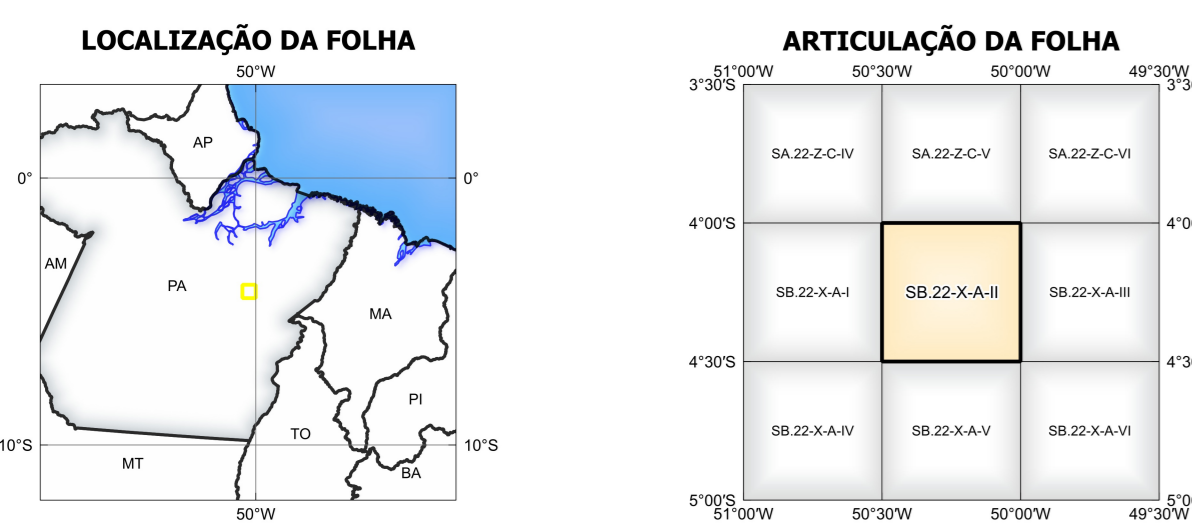 LOCALIZAÇÃO DA FOLHA
50°W
AP
0°
0°
AM
PA
MA
PI
TO
10°S
10°S
MT
BA
50°W
ARTICULAÇÃO DA FOLHA
51°00'W 50°30'W 50°00'W 49°30'W
3°30'S
SA.22-Z-C-IV SA.22-Z-C-V SA.22-Z-C-VI
4°00'S
SB.22-X-A-I SB.22-X-A-II SB.22-X-A-III
4°30'S
SB.22-X-A-IV SB.22-X-A-V SB.22-X-A-VI
5°00'S
51°00'W 50°30'W 50°00'W 49°30'W